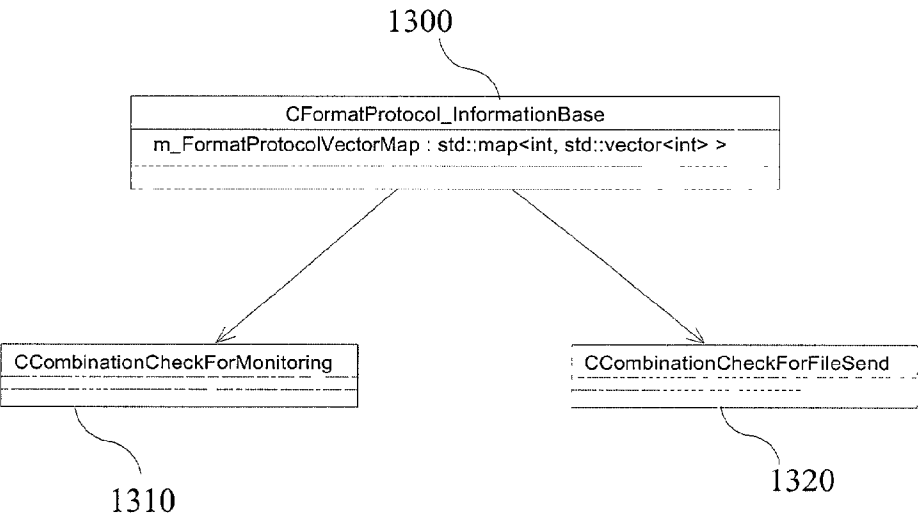 1300
CFormatProtocol_InformationBase
m_FormatProtocolVectorMap : std::map<int, std::vector<int> >
CCombinationCheckForMonitoring
CCombinationCheckForFileSend
1310
1320